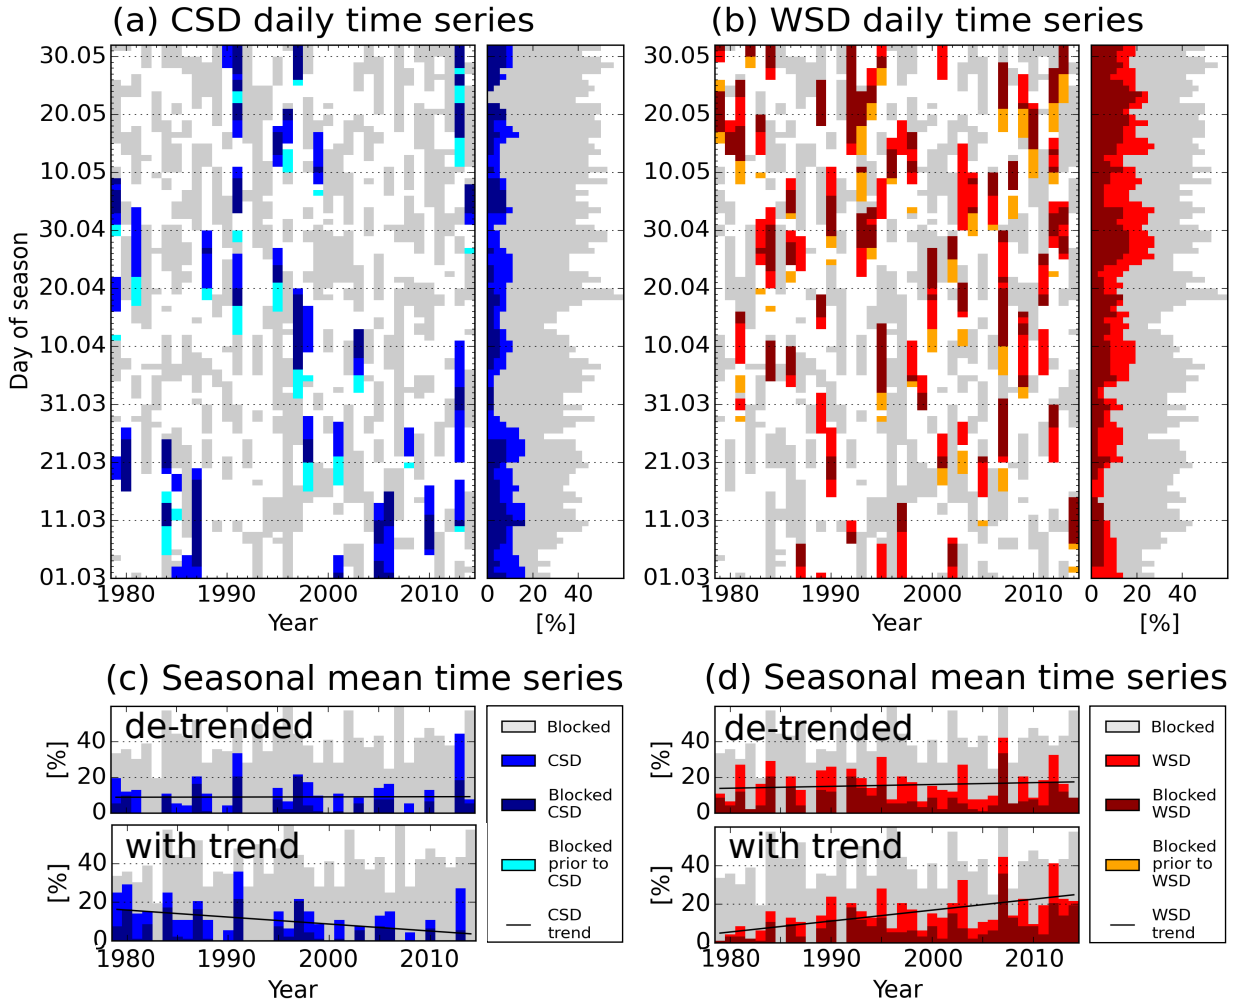 (a) CSD daily time series
(b) WSD daily time series
Day of season
30.05
20.05
10.05
30.04
20.04
10.04
31.03
21.03
11.03
01.03
1980 1990 2000 2010
Year
0 20 40
[%]
30.05
20.05
10.05
30.04
20.04
10.04
31.03
21.03
11.03
01.03
1980 1990 2000 2010
Year
0 20 40
[%]
(c) Seasonal mean time series
de-trended
[%]
40
20
0
with trend
[%]
40
20
0
1980 1990 2000 2010
Year
Blocked
CSD
Blocked
CSD
Blocked
prior to
CSD
CSD
trend
(d) Seasonal mean time series
de-trended
[%]
40
20
0
with trend
[%]
40
20
0
1980 1990 2000 2010
Year
Blocked
WSD
Blocked
WSD
Blocked
prior to
WSD
WSD
trend